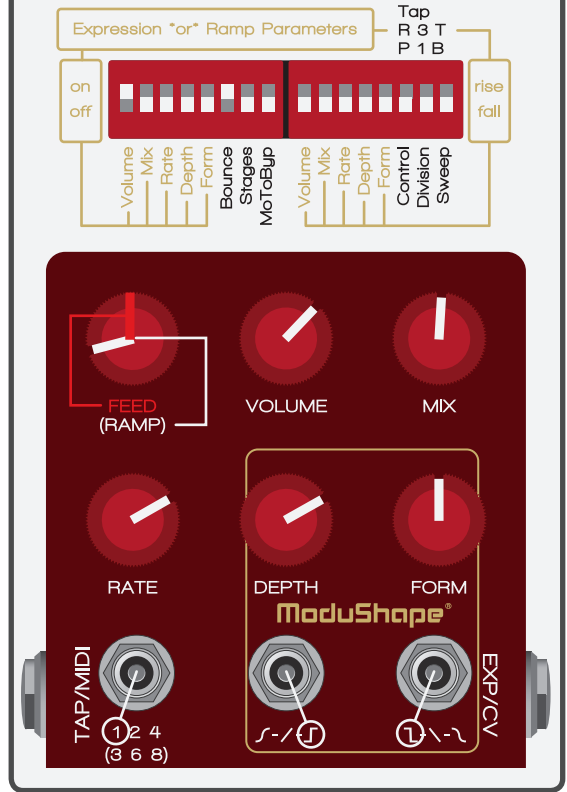 Expression "or" Ramp Parameters
Tap
R 3 T
P 1 B
on
off
rise
fall
Volume
Mix
Rate
Depth
Form
Bounce
Stages
MoToByp
Volume
Mix
Rate
Depth
Form
Control
Division
Sweep
FEED
(RAMP)
VOLUME
MIX
RATE
DEPTH
FORM
ModuShape®
TAP/MIDI
EXP/CV
1 2 4
(3 6 8)